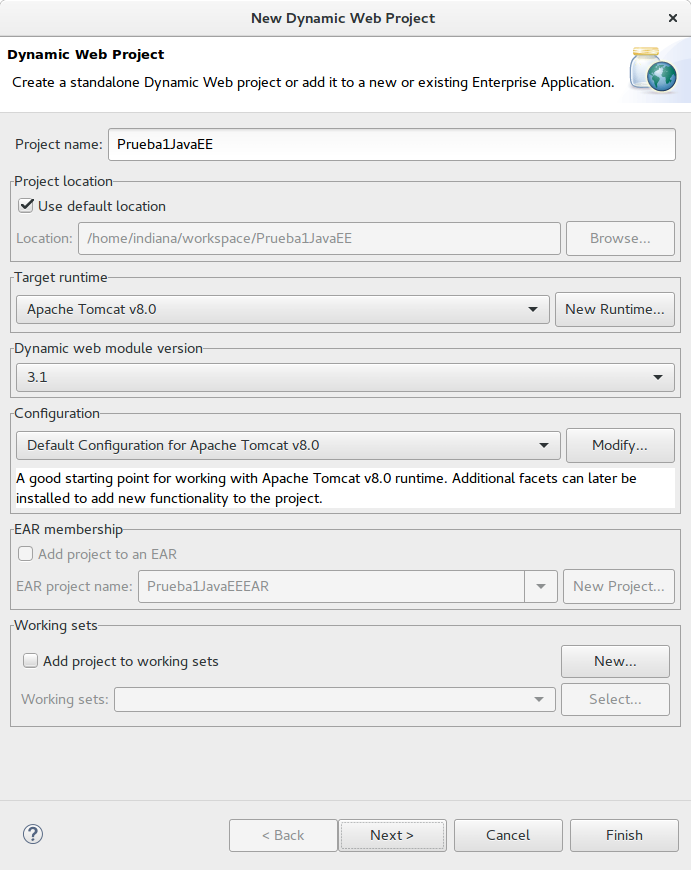 New Dynamic Web Project
Dynamic Web Project
Create a standalone Dynamic Web project or add it to a new or existing Enterprise Application.
Project name: Prueba1JavaEE
Project location
Use default location
Location: /home/indiana/workspace/Prueba1JavaEE Browse...
Target runtime
Apache Tomcat v8.0 New Runtime...
Dynamic web module version
3.1
Configuration
Default Configuration for Apache Tomcat v8.0 Modify...
A good starting point for working with Apache Tomcat v8.0 runtime. Additional facets can later be
installed to add new functionality to the project.
EAR membership
Add project to an EAR
EAR project name: Prueba1JavaEEEAR New Project...
Working sets
Add project to working sets New...
Working sets: Select...
? < Back Next > Cancel Finish